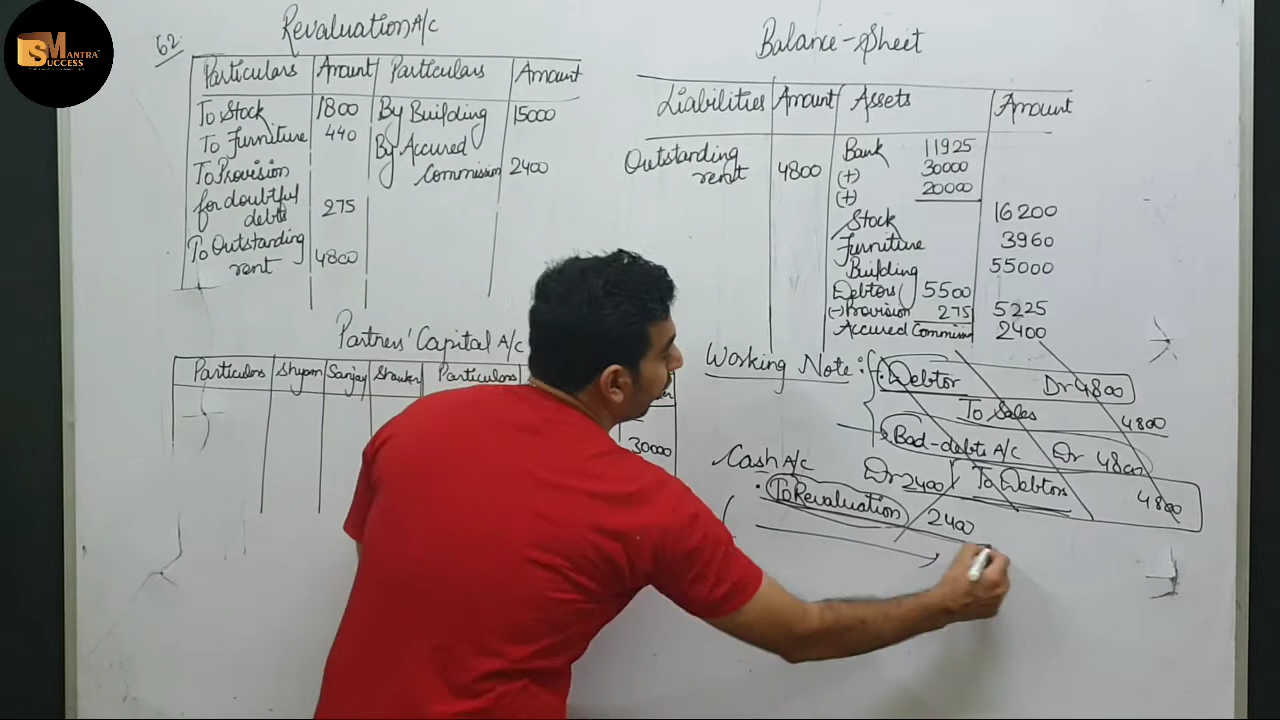 SMANTRA
SUCCESS
62
Revaluation A/c
Particulars Amount Particulars Amount
To Stock 1800 By Building 15000
To Furniture 440 By Accured
To Provision Commission 2400
for doubtful
debts 275
To Outstanding
rent 4800
Partners' Capital A/c
Particulars Shyam Sanjay Shanker Particulars
30000
Balance-Sheet
Liabilities Amount Assets Amount
Outstanding
rent 4800
Bank 11925
(+) 30000
(+) 20000
Stock 16200
Furniture 3960
Building 55000
Debtors 5500
(-) Provision 275 5225
Accured Commission 2400
Working Note:
Debtor Dr 4800
To Sales 4800
Bad-debts A/c Dr 4800
To Debtors 4800
Cash A/c Dr 2400
To Revaluation 2400